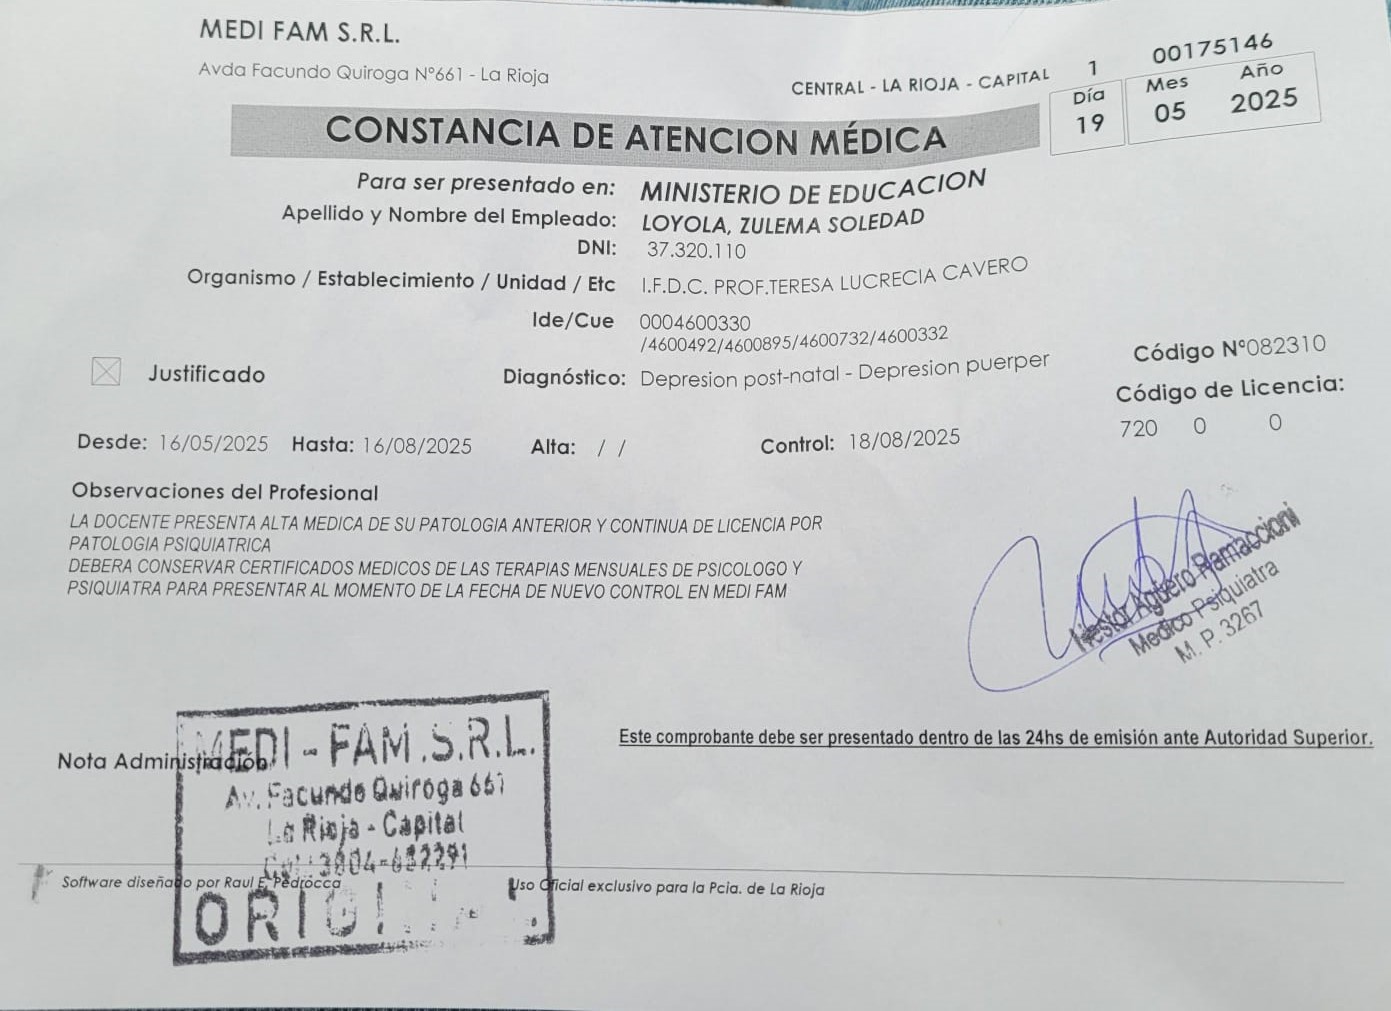 MEDI FAM S.R.L.
Avda Facundo Quiroga N°661 - La Rioja
CENTRAL - LA RIOJA - CAPITAL
1
00175146
Día
Mes
Año
19
05
2025
CONSTANCIA DE ATENCION MÉDICA
Para ser presentado en: MINISTERIO DE EDUCACION
Apellido y Nombre del Empleado: LOYOLA, ZULEMA SOLEDAD
DNI: 37.320.110
Organismo / Establecimiento / Unidad / Etc I.F.D.C. PROF.TERESA LUCRECIA CAVERO
Ide/Cue 0004600330
/4600492/4600895/4600732/4600332
Justificado
Diagnóstico: Depresion post-natal - Depresion puerper
Código N°082310
Código de Licencia:
720 0 0
Desde: 16/05/2025 Hasta: 16/08/2025 Alta: / / Control: 18/08/2025
Observaciones del Profesional
LA DOCENTE PRESENTA ALTA MEDICA DE SU PATOLOGIA ANTERIOR Y CONTINUA DE LICENCIA POR
PATOLOGIA PSIQUIATRICA
DEBERA CONSERVAR CERTIFICADOS MEDICOS DE LAS TERAPIAS MENSUALES DE PSICOLOGO Y
PSIQUIATRA PARA PRESENTAR AL MOMENTO DE LA FECHA DE NUEVO CONTROL EN MEDI FAM
Nestor Agüero Ramaccioni
Medico Psiquiatra
M. P. 3267
Este comprobante debe ser presentado dentro de las 24hs de emisión ante Autoridad Superior.
Nota Administración
MEDI - FAM .S.R.L.
Av. Facundo Quiroga 661
La Rioja - Capital
Software diseñado por Raul E. Pedrocca
Uso Oficial exclusivo para la Pcia. de La Rioja